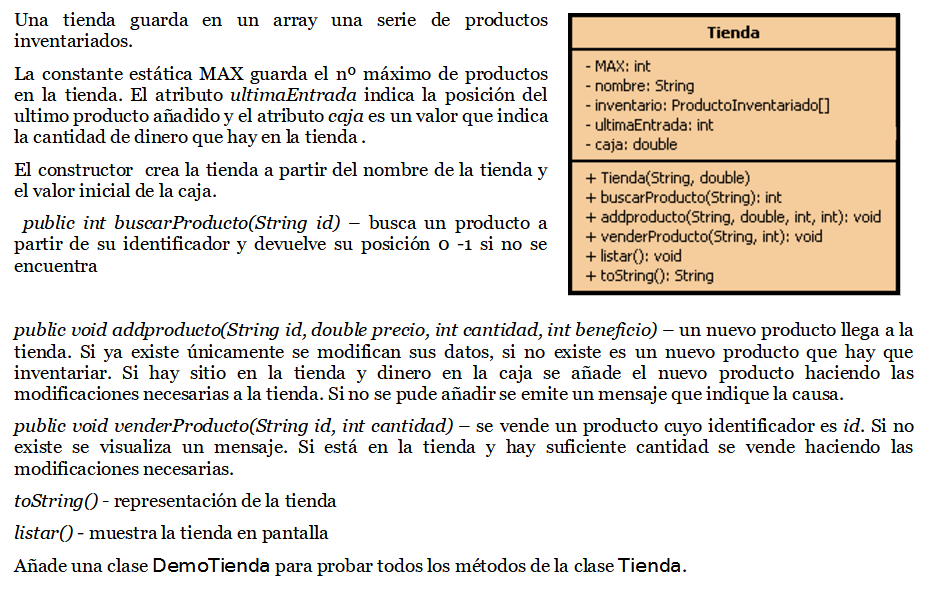 Una tienda guarda en un array una serie de productos
inventariados.
La constante estática MAX guarda el nº máximo de productos
en la tienda. El atributo ultimaEntrada indica la posición del
ultimo producto añadido y el atributo caja es un valor que indica
la cantidad de dinero que hay en la tienda .
El constructor crea la tienda a partir del nombre de la tienda y
el valor inicial de la caja.
public int buscarProducto(String id) – busca un producto a
partir de su identificador y devuelve su posición 0 -1 si no se
encuentra
Tienda
- MAX: int
- nombre: String
- inventario: ProductoInventariado[]
- ultimaEntrada: int
- caja: double
+ Tienda(String, double)
+ buscarProducto(String): int
+ addproducto(String, double, int, int): void
+ venderProducto(String, int): void
+ listar(): void
+ toString(): String
public void addproducto(String id, double precio, int cantidad, int beneficio) – un nuevo producto llega a la
tienda. Si ya existe únicamente se modifican sus datos, si no existe es un nuevo producto que hay que
inventariar. Si hay sitio en la tienda y dinero en la caja se añade el nuevo producto haciendo las
modificaciones necesarias a la tienda. Si no se pude añadir se emite un mensaje que indique la causa.
public void venderProducto(String id, int cantidad) – se vende un producto cuyo identificador es id. Si no
existe se visualiza un mensaje. Si está en la tienda y hay suficiente cantidad se vende haciendo las
modificaciones necesarias.
toString() - representación de la tienda
listar() - muestra la tienda en pantalla
Añade una clase DemoTienda para probar todos los métodos de la clase Tienda.